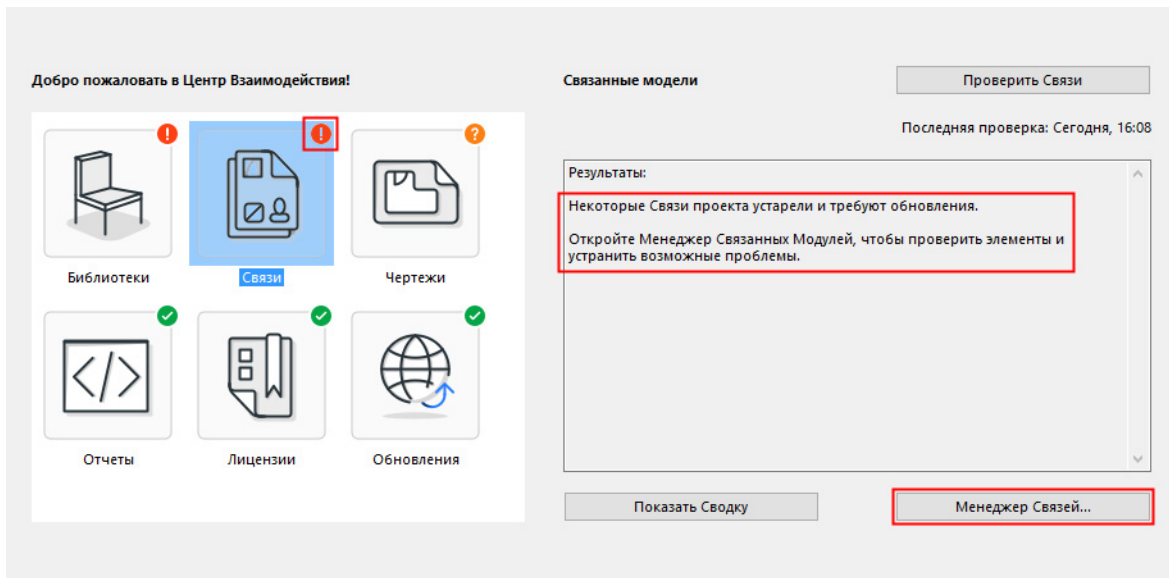 Добро пожаловать в Центр Взаимодействия!
Библиотеки
Связи
Чертежи
Отчеты
Лицензии
Обновления
Связанные модели
Проверить Связи
Последняя проверка: Сегодня, 16:08
Результаты:
Некоторые Связи проекта устарели и требуют обновления.
Откройте Менеджер Связанных Модулей, чтобы проверить элементы и
устранить возможные проблемы.
Показать Сводку
Менеджер Связей...